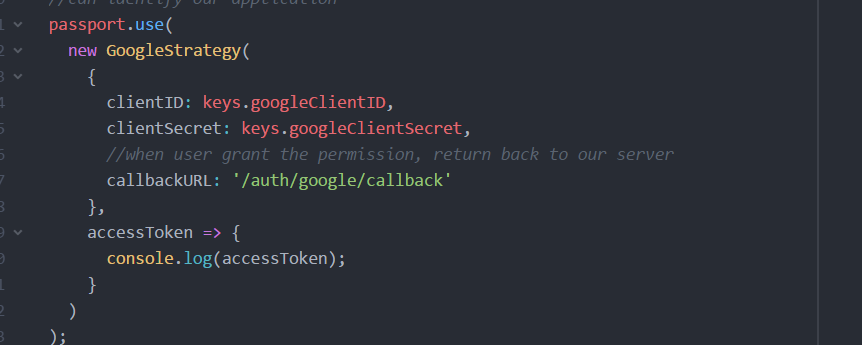 //can identify our application
passport.use(
new GoogleStrategy(
{
clientID: keys.googleClientID,
clientSecret: keys.googleClientSecret,
//when user grant the permission, return back to our server
callbackURL: '/auth/google/callback'
},
accessToken => {
console.log(accessToken);
}
)
);